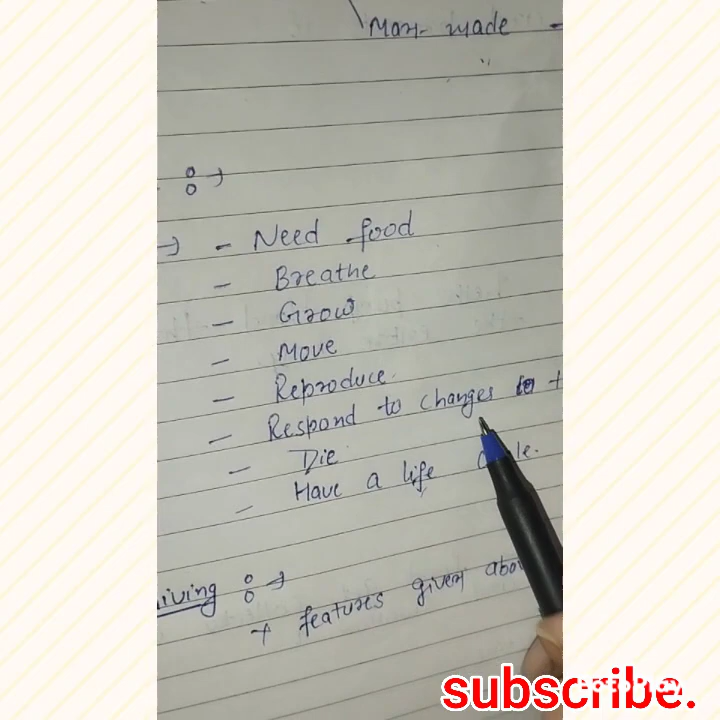 Man-made -
- Need food
- Breathe
- Grow
- Move
- Reproduce.
- Respond to changes
- Die
- Have a life
living
features given
subscribe.